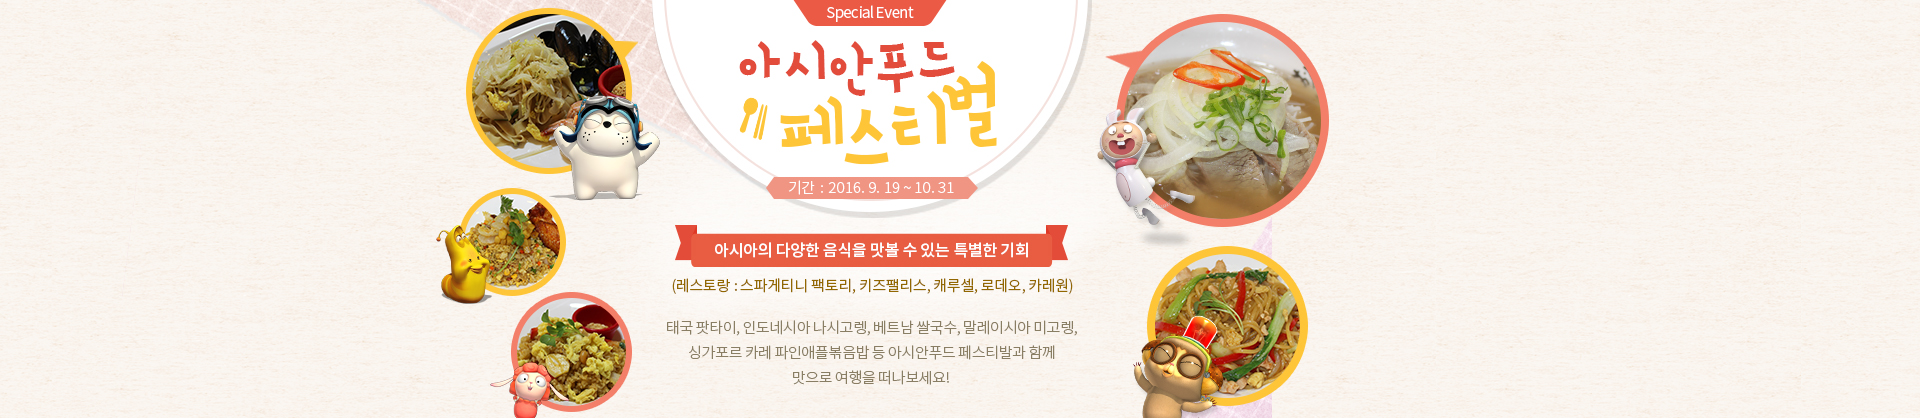 Special Event
아시안푸드
페스티벌
기간 : 2016. 9. 19 ~ 10. 31
아시아의 다양한 음식을 맛볼 수 있는 특별한 기회
(레스토랑 : 스파게티니 팩토리, 키즈팰리스, 캐루셀, 로데오, 카레원)
태국 팟타이, 인도네시아 나시고렝, 베트남 쌀국수, 말레이시아 미고렝,
싱가포르 카레 파인애플볶음밥 등 아시안푸드 페스티발과 함께
맛으로 여행을 떠나보세요!